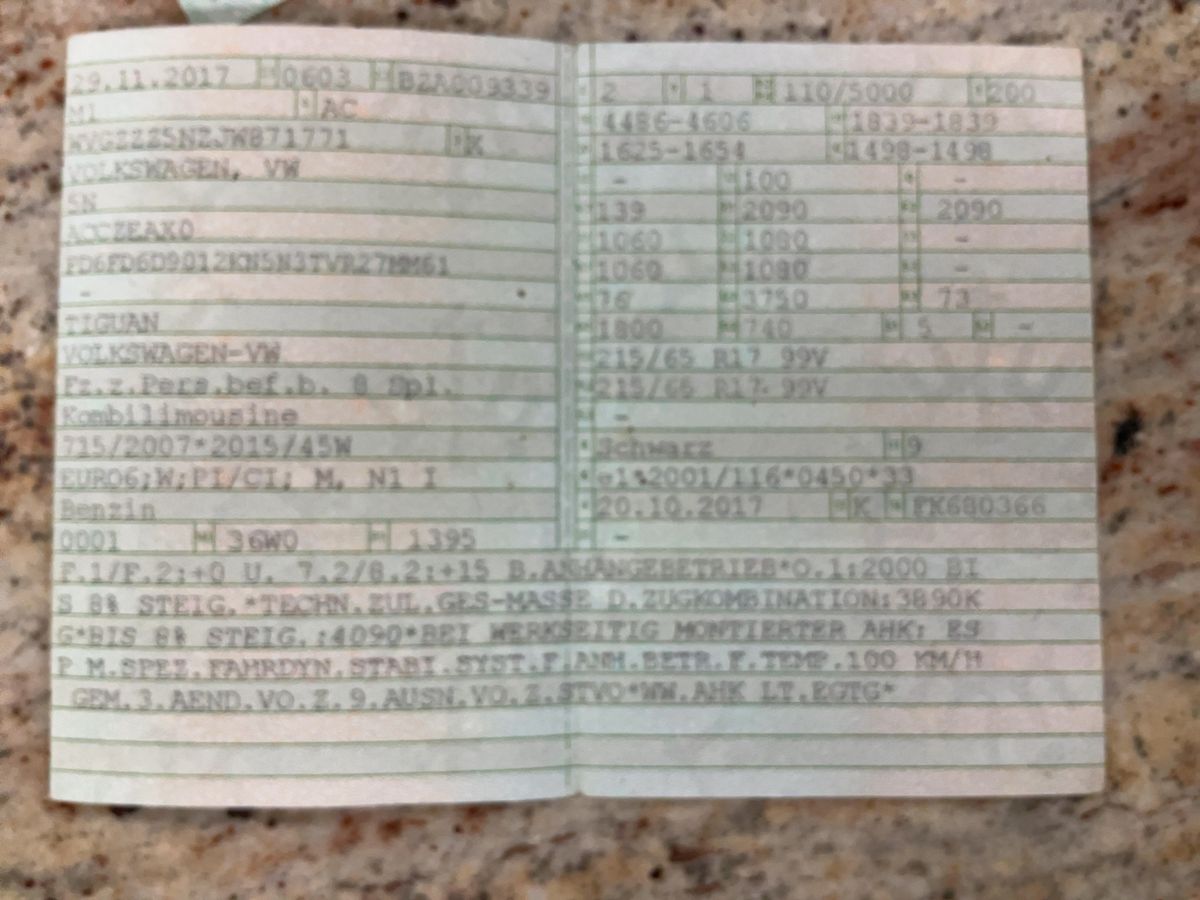 29.11.2017 0603 BZA009339
M1 AC
WVGZZZ5NZJW871771
VOLKSWAGEN, VW
5N
ACCZEAX0
FD6FD6D9012KN5N3TVR27MM61
-
TIGUAN
VOLKSWAGEN-VW
Fz.z.Pers.bef.b. 8 Spl.
Kombilimousine
715/2007*2015/45W
EURO6;W;PI/CI; M, N1 I
Benzin
0001 36W0 1395
2 1 110/5000 200
4486-4606 1839-1839
1625-1654 1498-1498
- 100 -
139 2090 2090
1060 1080 -
1060 1080 -
76 3750 73
1800 740 5 -
215/65 R17 99V
215/65 R17 99V
-
Schwarz 9
e1*2001/116*0450*33
20.10.2017 K FK680366
-
F.1/F.2:+0 U. 7.2/8.2:+15 B.ANHÄNGEBETRIEB*O.1:2000 BI
S 8% STEIG.*TECHN.ZUL.GES-MASSE D.ZUGKOMBINATION:3890K
G*BIS 8% STEIG.:4090*BEI WERKSEITIG MONTIERTER AHK: ES
P M.SPEZ.FAHRDYN.STABI.SYST.F.ANH.BETR.F.TEMP.100 KM/H
GEM.3.AEND.VO.Z.9.AUSN.VO.Z.STVO*WW.AHK LT.EGTG*